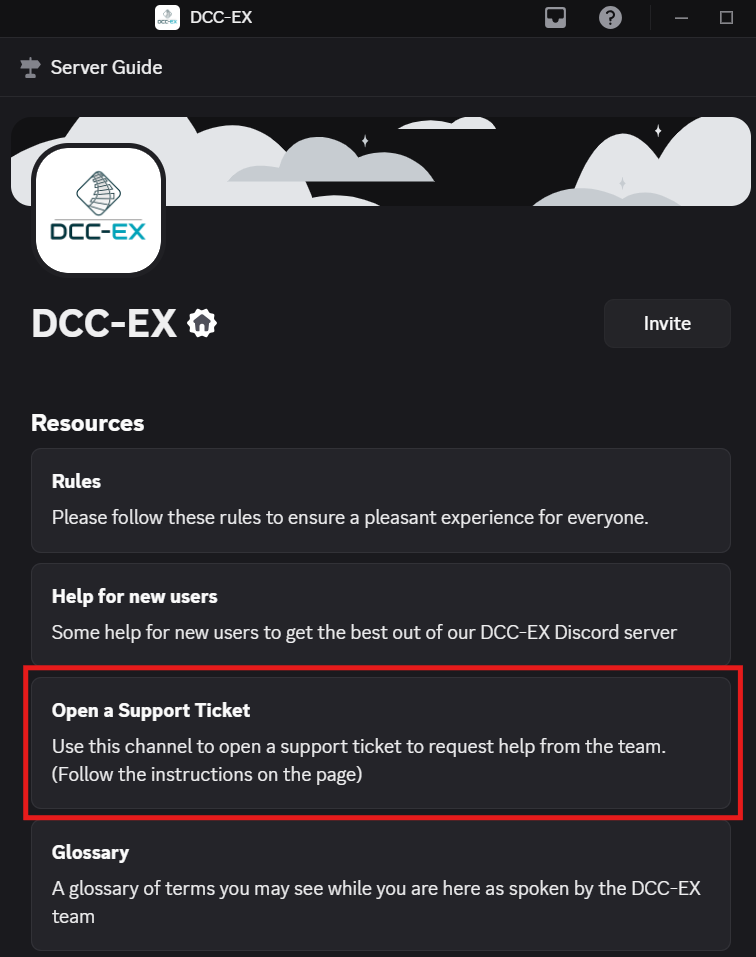 DCC-EX
DCC-EX
Server Guide
DCC-EX
DCC-EX
Invite
Resources
Rules
Please follow these rules to ensure a pleasant experience for everyone.
Help for new users
Some help for new users to get the best out of our DCC-EX Discord server
Open a Support Ticket
Use this channel to open a support ticket to request help from the team.
(Follow the instructions on the page)
Glossary
A glossary of terms you may see while you are here as spoken by the DCC-EX
team